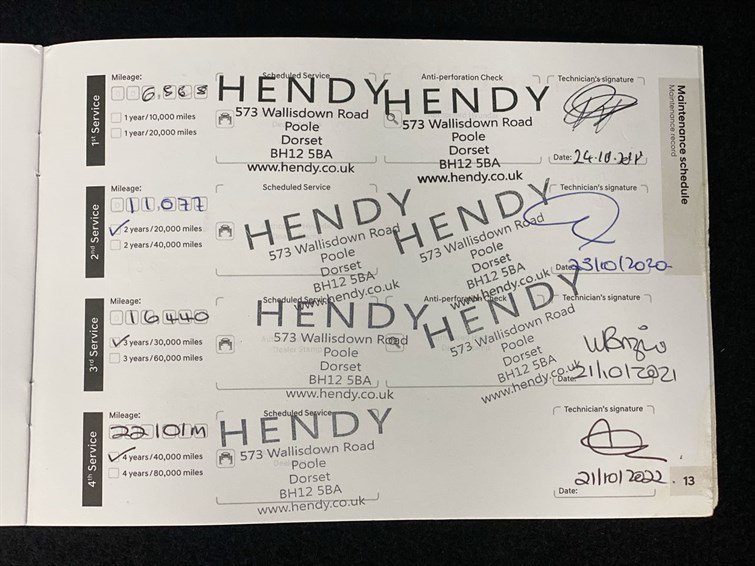 Maintenance schedule
Maintenance record
1st Service
Mileage:
1 year/10,000 miles
1 year/20,000 miles
Scheduled Service
HENDY
573 Wallisdown Road
Poole
Dorset
BH12 5BA
www.hendy.co.uk
Anti-perforation Check
HENDY
573 Wallisdown Road
Poole
Dorset
BH12 5BA
www.hendy.co.uk
Technician's signature
Date:
2nd Service
Mileage:
11,077
2 years/20,000 miles
2 years/40,000 miles
Scheduled Service
HENDY
573 Wallisdown Road
Poole
Dorset
BH12 5BA
www.hendy.co.uk
HENDY
573 Wallisdown Road
Poole
Dorset
BH12 5BA
www.hendy.co.uk
Technician's signature
Date: 23/10/2020
3rd Service
Mileage:
16440
3 years/30,000 miles
3 years/60,000 miles
Scheduled Service
HENDY
573 Wallisdown Road
Poole
Dorset
BH12 5BA
www.hendy.co.uk
Anti-perforation Check
HENDY
573 Wallisdown Road
Poole
Dorset
BH12 5BA
www.hendy.co.uk
Technician's signature
Date: 21/10/2021
4th Service
Mileage:
22101m
4 years/40,000 miles
4 years/80,000 miles
Scheduled Service
HENDY
573 Wallisdown Road
Poole
Dorset
BH12 5BA
www.hendy.co.uk
Technician's signature
Date: 21/10/2022
13